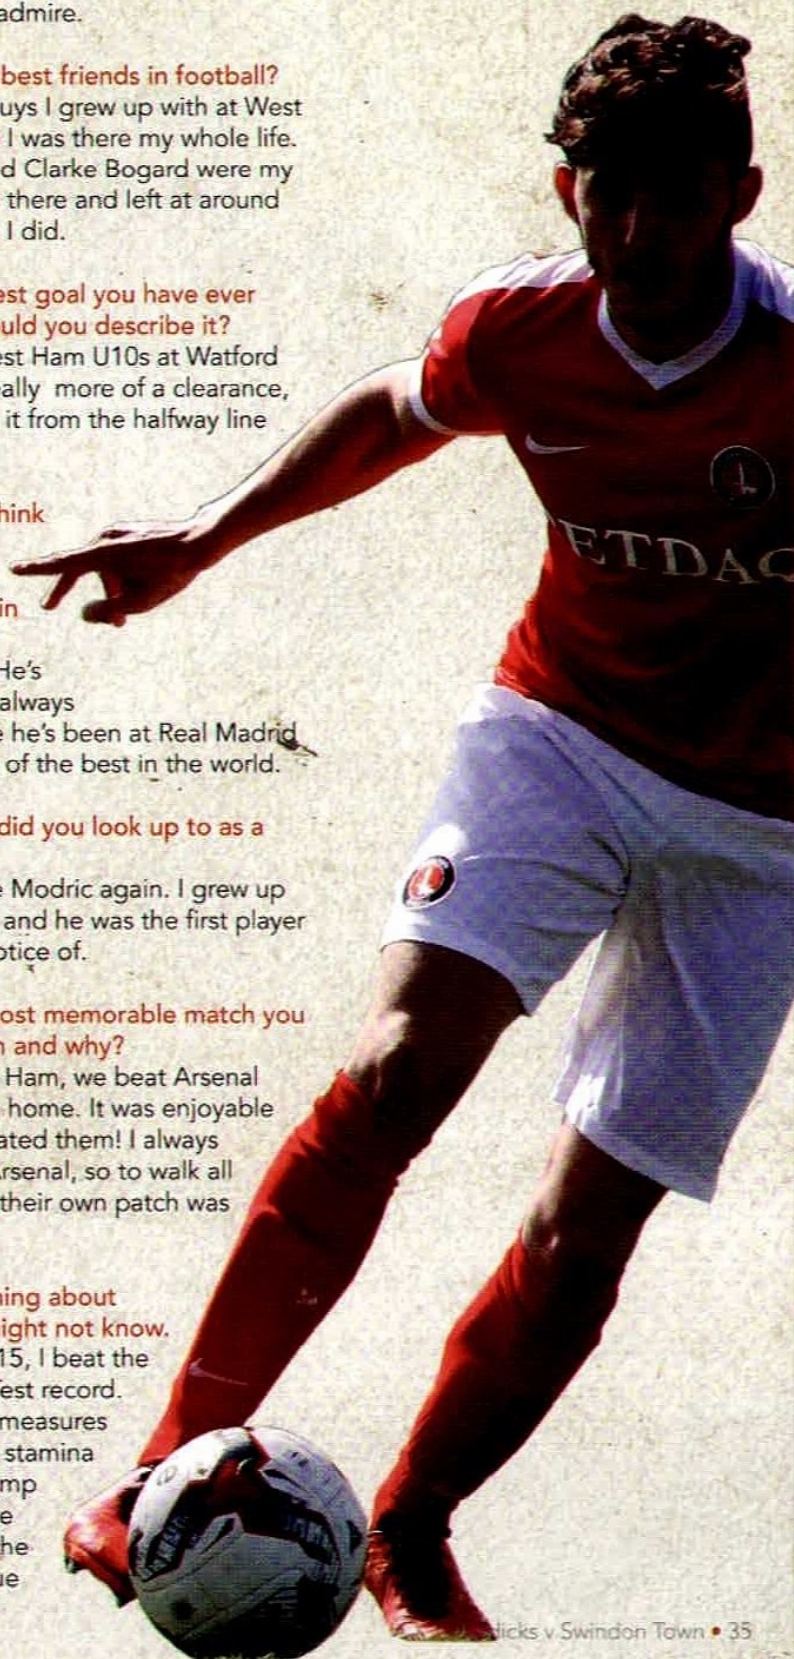 admire.
best friends in football?
uys I grew up with at West
I was there my whole life.
d Clarke Bogard were my
there and left at around
I did.
est goal you have ever
uld you describe it?
est Ham U10s at Watford
ally more of a clearance,
it from the halfway line
hink
in
He's
always
e he's been at Real Madrid
of the best in the world.
did you look up to as a
e Modric again. I grew up
and he was the first player
otice of.
ost memorable match you
n and why?
Ham, we beat Arsenal
home. It was enjoyable
ated them! I always
rsenal, so to walk all
their own patch was
ning about
ight not know.
15, I beat the
est record.
measures
stamina
mp
e
he
ue
ETDAQ
dicks v Swindon Town • 35